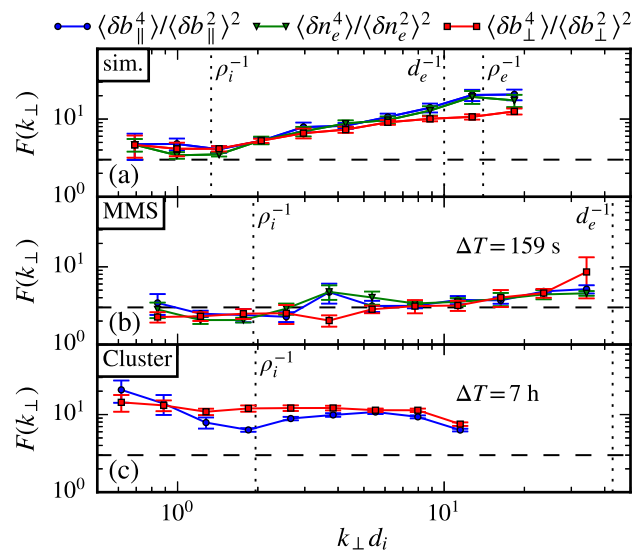 ⟨δb∥⁴⟩/⟨δb∥²⟩² ⟨δnₑ⁴⟩/⟨δnₑ²⟩² ⟨δb⊥⁴⟩/⟨δb⊥²⟩²
sim. ρᵢ⁻¹ dₑ⁻¹ ρₑ⁻¹
F(k⊥)
10¹
10⁰
(a)
MMS ρᵢ⁻¹ dₑ⁻¹
ΔT = 159 s
F(k⊥)
10¹
10⁰
(b)
Cluster ρᵢ⁻¹
ΔT = 7 h
F(k⊥)
10¹
10⁰
(c)
10⁰ 10¹
k⊥dᵢ